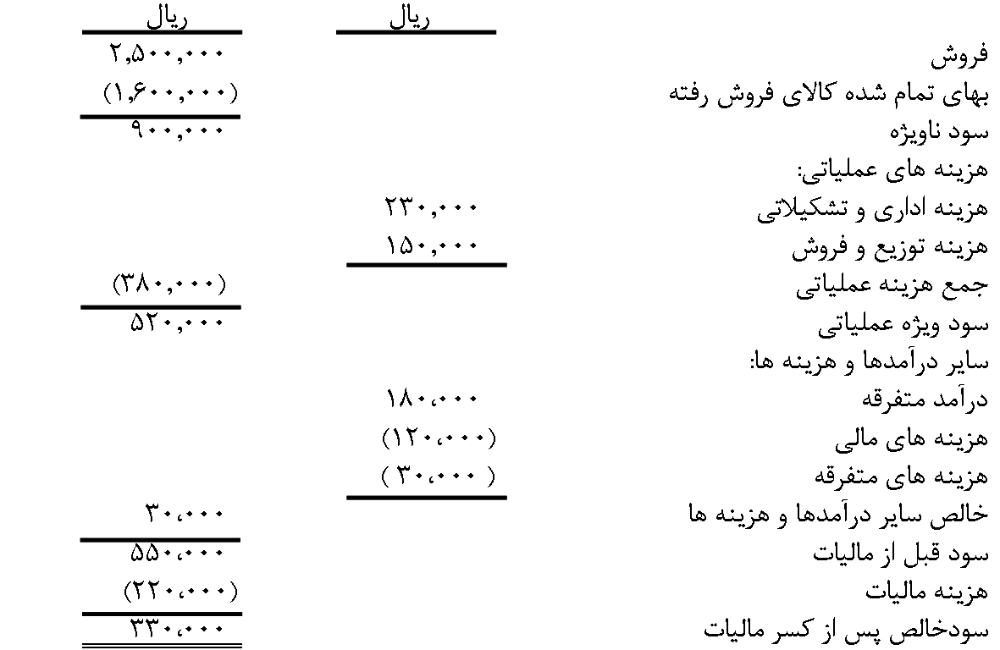 ریال ریال
فروش ۲,۵۰۰,۰۰۰
بهای تمام شده کالای فروش رفته (۱,۶۰۰,۰۰۰)
سود ناویژه ۹۰۰,۰۰۰
هزینه های عملیاتی:
هزینه اداری و تشکیلاتی ۲۳۰,۰۰۰
هزینه توزیع و فروش ۱۵۰,۰۰۰
جمع هزینه عملیاتی (۳۸۰,۰۰۰)
سود ویژه عملیاتی ۵۲۰,۰۰۰
سایر درآمدها و هزینه ها:
درآمد متفرقه ۱۸۰،۰۰۰
هزینه های مالی (۱۲۰،۰۰۰)
هزینه های متفرقه ( ۳۰،۰۰۰ )
خالص سایر درآمدها و هزینه ها ۳۰،۰۰۰
سود قبل از مالیات ۵۵۰،۰۰۰
هزینه مالیات (۲۲۰،۰۰۰)
سودخالص پس از کسر مالیات ۳۳۰،۰۰۰